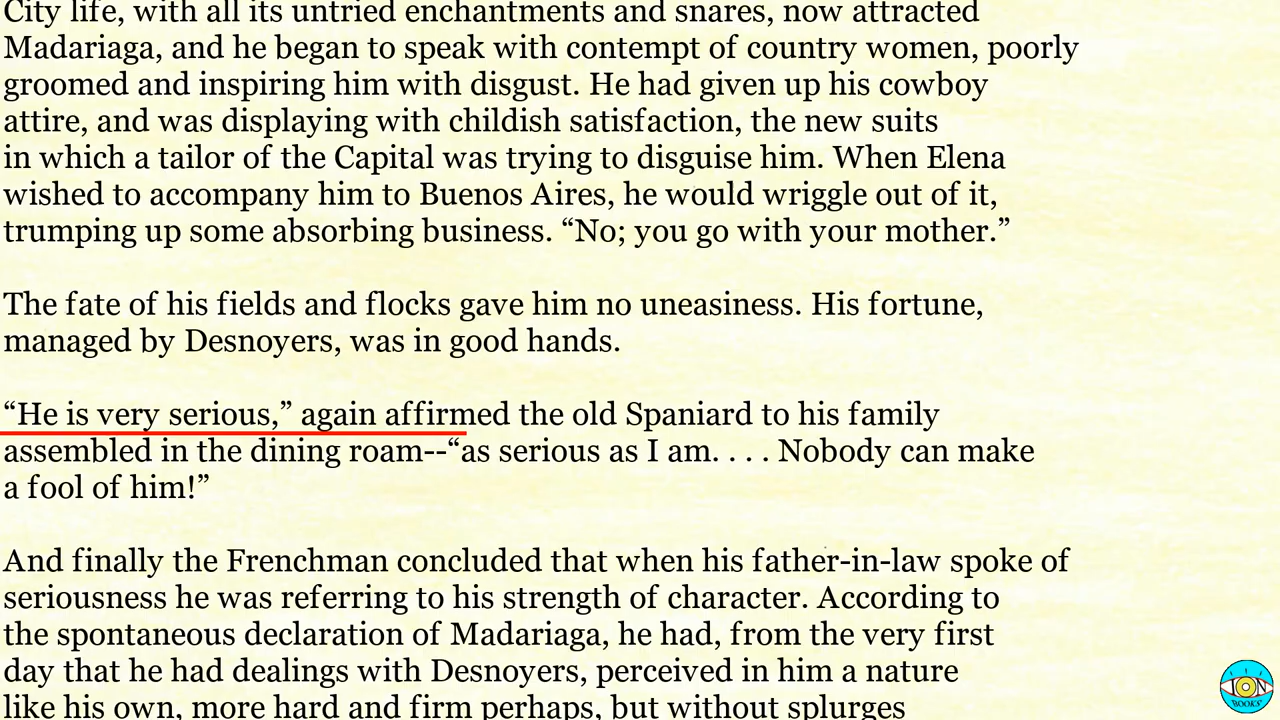 City life, with all its untried enchantments and snares, now attracted
Madariaga, and he began to speak with contempt of country women, poorly
groomed and inspiring him with disgust. He had given up his cowboy
attire, and was displaying with childish satisfaction, the new suits
in which a tailor of the Capital was trying to disguise him. When Elena
wished to accompany him to Buenos Aires, he would wriggle out of it,
trumping up some absorbing business. “No; you go with your mother.”
The fate of his fields and flocks gave him no uneasiness. His fortune,
managed by Desnoyers, was in good hands.
“He is very serious,” again affirmed the old Spaniard to his family
assembled in the dining roam--“as serious as I am. . . . Nobody can make
a fool of him!”
And finally the Frenchman concluded that when his father-in-law spoke of
seriousness he was referring to his strength of character. According to
the spontaneous declaration of Madariaga, he had, from the very first
day that he had dealings with Desnoyers, perceived in him a nature
like his own, more hard and firm perhaps, but without splurges
ION
BOOKS